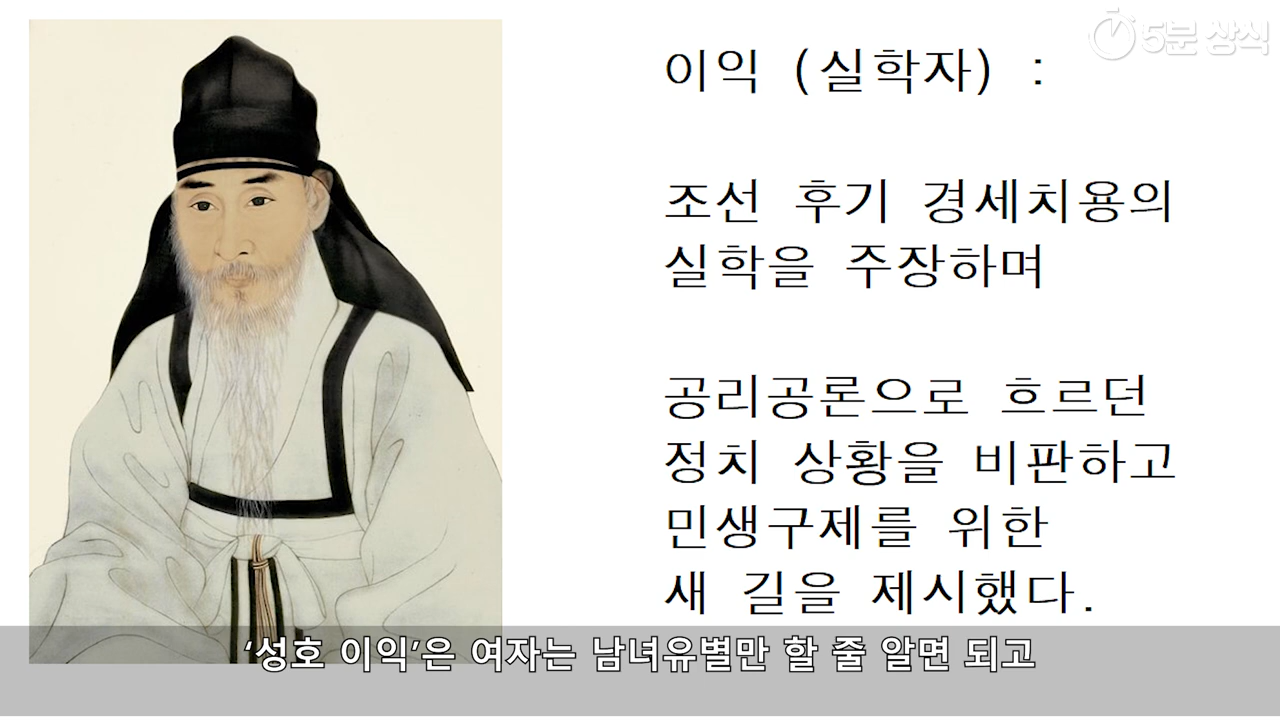 5분 상식
이익 (실학자) :
조선 후기 경세치용의
실학을 주장하며
공리공론으로 흐르던
정치 상황을 비판하고
민생구제를 위한
새 길을 제시했다.
‘성호 이익’은 여자는 남녀유별만 할 줄 알면 되고